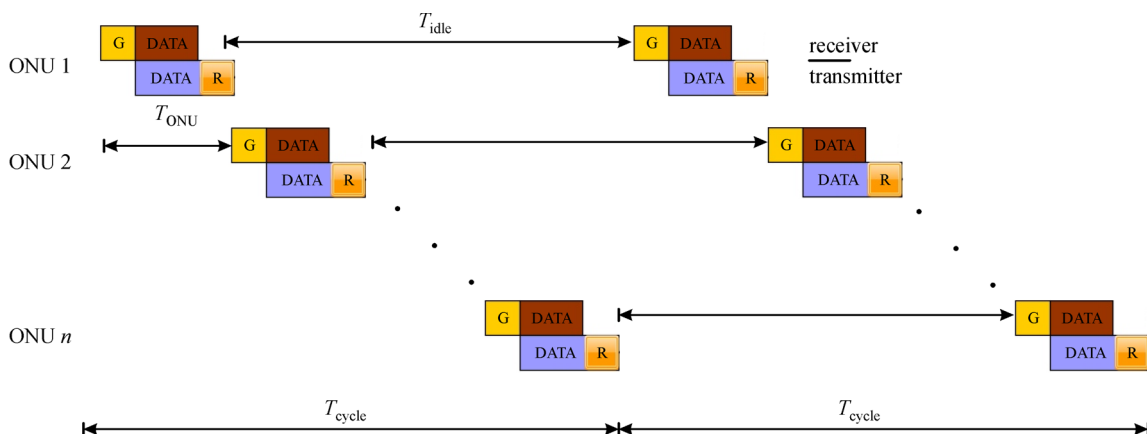 T_idle
G DATA G DATA receiver
ONU 1
DATA R DATA R transmitter
T_ONU
G DATA G DATA
ONU 2
DATA R DATA R
G DATA G DATA
ONU n
DATA R DATA R
T_cycle T_cycle